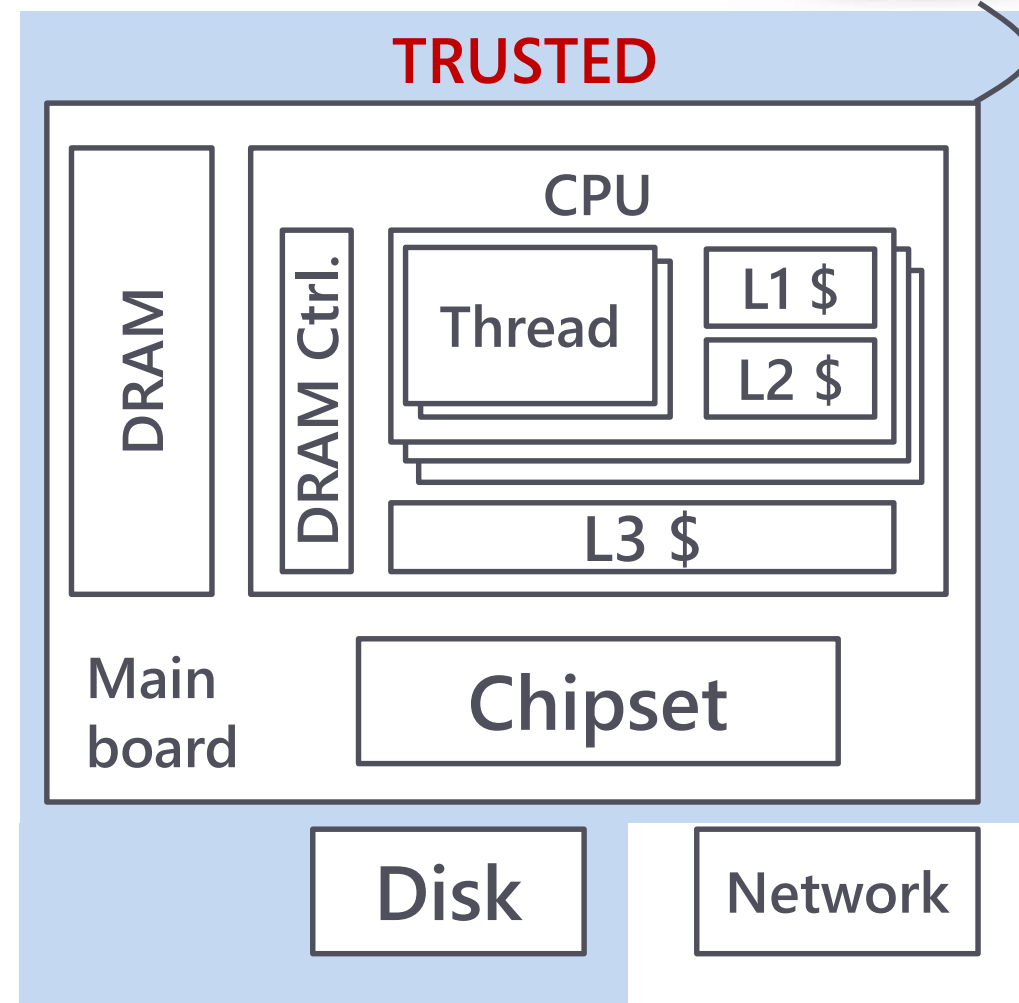 TRUSTED
CPU
DRAM
DRAM Ctrl.
Thread
L1 $
L2 $
L3 $
Main
board
Chipset
Disk
Network